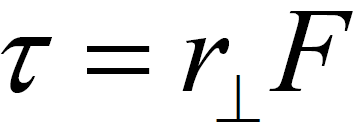 τ = r⊥F